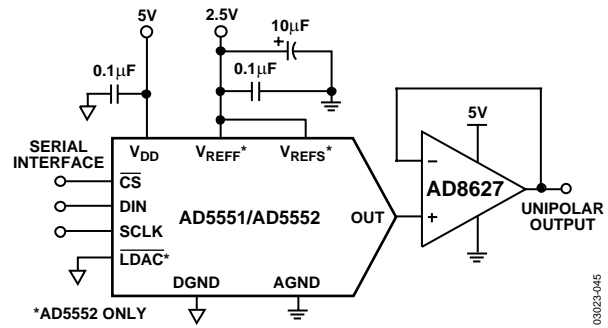 5V
2.5V
10µF
+
0.1µF
0.1µF
SERIAL
INTERFACE
VDD
VREFF*
VREFS*
CS
DIN
SCLK
LDAC*
AD5551/AD5552
OUT
DGND
AGND
5V
–
+
AD8627
UNIPOLAR
OUTPUT
*AD5552 ONLY
03023-045